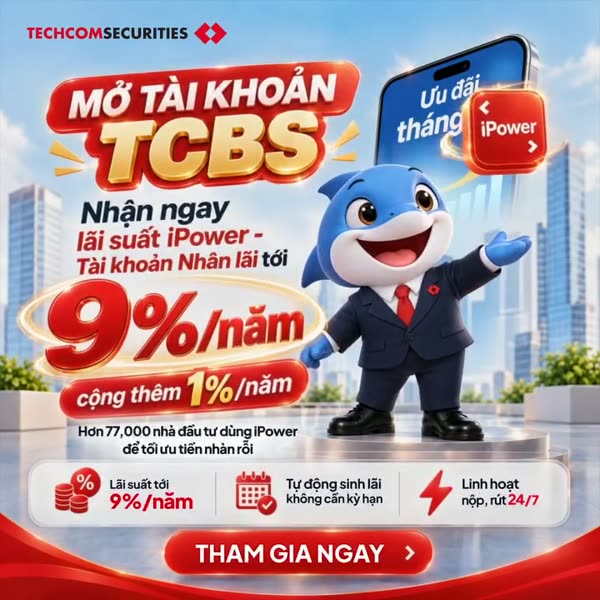 TECHCOMSECURITIES
MỞ TÀI KHOẢN
TCBS
Ưu đãi
tháng
iPower
Nhận ngay
lãi suất iPower -
Tài khoản Nhân lãi tới
9%/năm
cộng thêm 1%/năm
Hơn 77,000 nhà đầu tư dùng iPower
để tối ưu tiền nhàn rỗi
%
Lãi suất tới
9%/năm
Tự động sinh lãi
không cần kỳ hạn
Linh hoạt
nộp, rút 24/7
THAM GIA NGAY